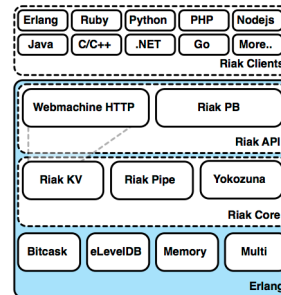 Erlang Ruby Python PHP Nodejs
Java C/C++ .NET Go More..
Riak Clients
Webmachine HTTP Riak PB
Riak API
Riak KV Riak Pipe Yokozuna
Riak Core
Bitcask eLevelDB Memory Multi
Erlang